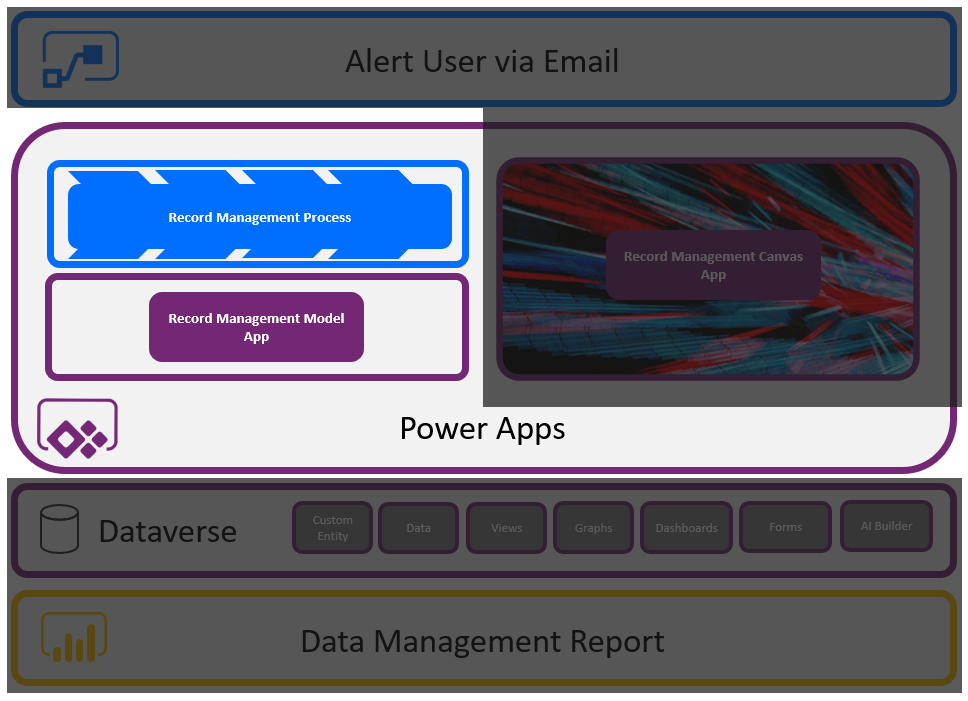 Alert User via Email
Record Management Process
Record Management Model
App
Record Management Canvas
App
Power Apps
Dataverse
Custom
Entity
Data
Views
Graphs
Dashboards
Forms
AI Builder
Data Management Report